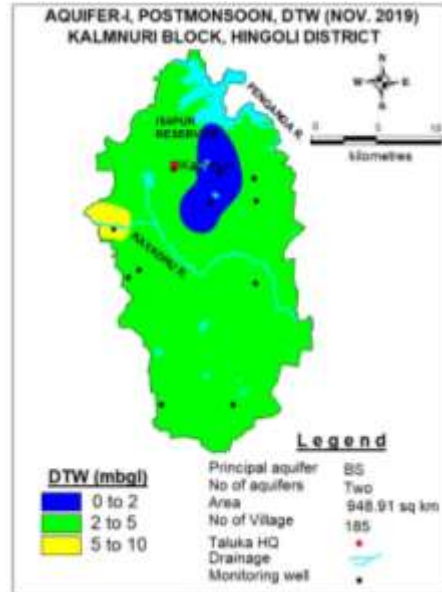 AQUIFER-I, POSTMONSOON, DTW (NOV. 2019)
KALMNURI BLOCK, HINGOLI DISTRICT
N
W E
S
PENGANGA R.
ISAPUR
RESERVOIR
0 10
kilometres
KAYADHU R.
Legend
DTW (mbgl)
0 to 2
2 to 5
5 to 10
Principal aquifer BS
No of aquifers Two
Area 948.91 sq km
No of Village 185
Taluka HQ
Drainage
Monitoring well